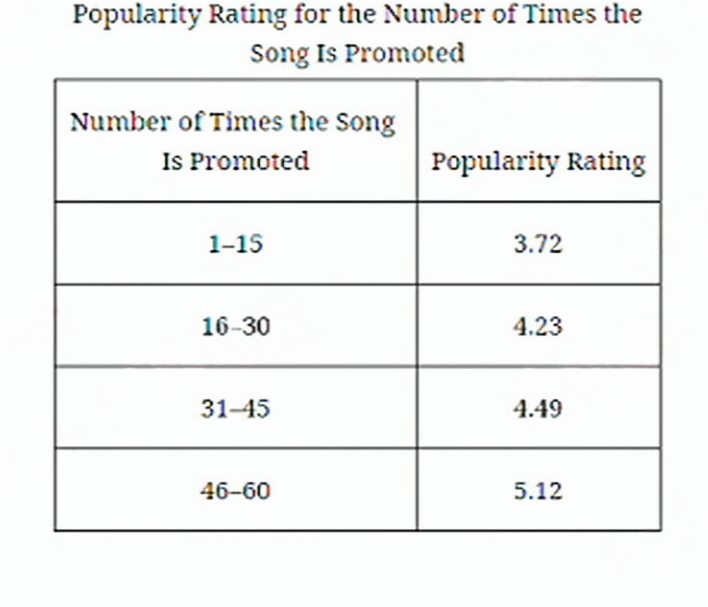 Popularity Rating for the Number of Times the
Song Is Promoted
Number of Times the Song
Is Promoted
Popularity Rating
1–15 3.72
16–30 4.23
31–45 4.49
46–60 5.12